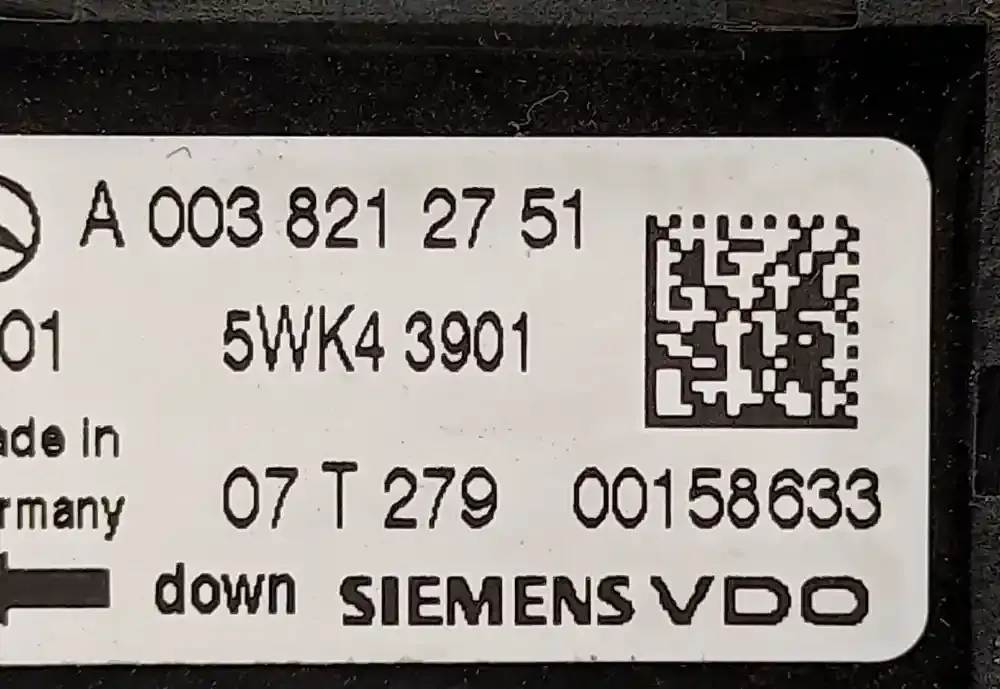 A 003 821 27 51
01 5WK4 3901
ade in
07 T 279 00158633
rmany
down SIEMENS VDO